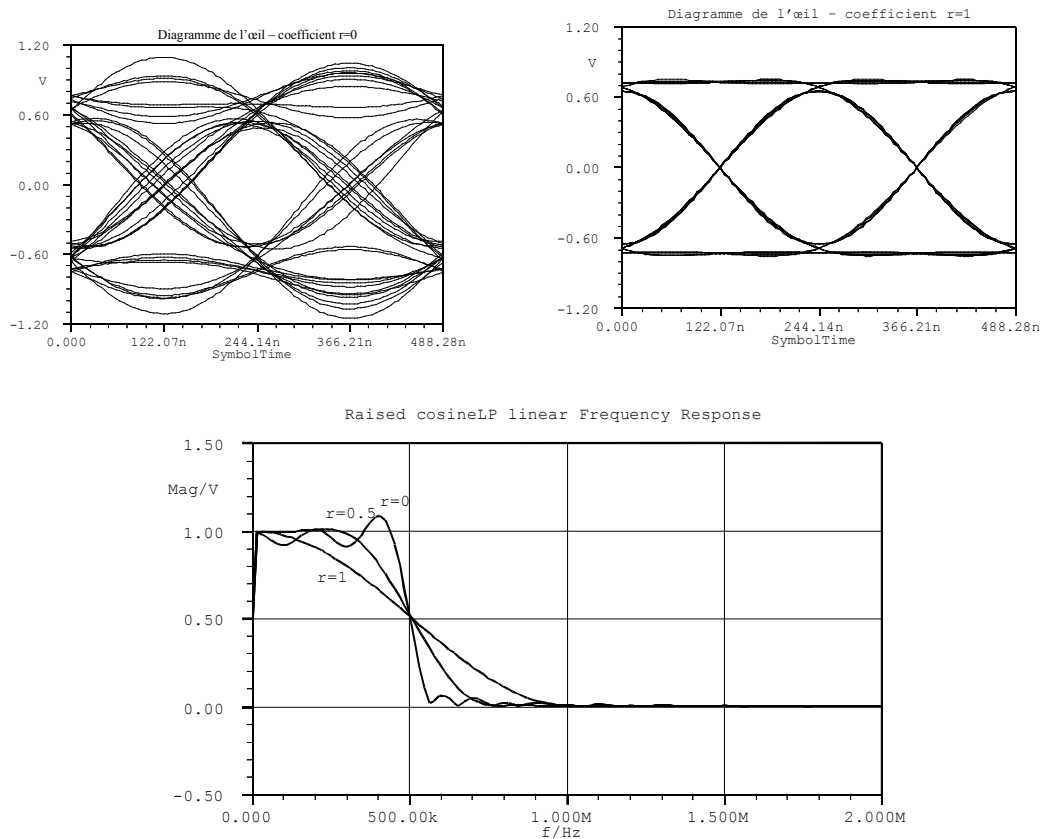 Diagramme de l'œil – coefficient r=0
1.20
V
0.60
0.00
-0.60
-1.20
0.000 122.07n 244.14n 366.21n 488.28n
SymbolTime
Diagramme de l'œil – coefficient r=1
1.20
V
0.60
0.00
-0.60
-1.20
0.000 122.07n 244.14n 366.21n 488.28n
SymbolTime
Raised cosineLP linear Frequency Response
1.50
Mag/V
r=0
r=0.5
1.00
r=1
0.50
0.00
-0.50
0.000 500.00k 1.000M 1.500M 2.000M
f/Hz